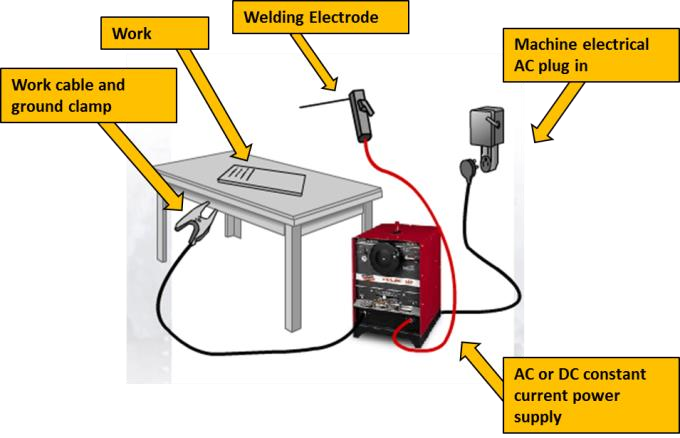 Welding Electrode
Work
Machine electrical
AC plug in
Work cable and
ground clamp
AC or DC constant
current power
supply